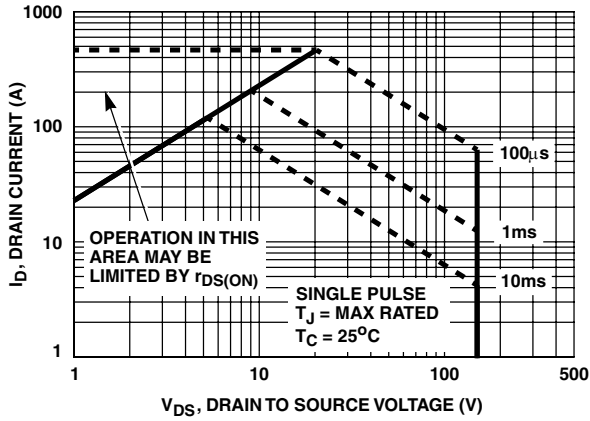 1000
100
10
1
I_D, DRAIN CURRENT (A)
100μs
1ms
10ms
OPERATION IN THIS
AREA MAY BE
LIMITED BY r_DS(ON)
SINGLE PULSE
T_J = MAX RATED
T_C = 25°C
1 10 100 500
V_DS, DRAIN TO SOURCE VOLTAGE (V)